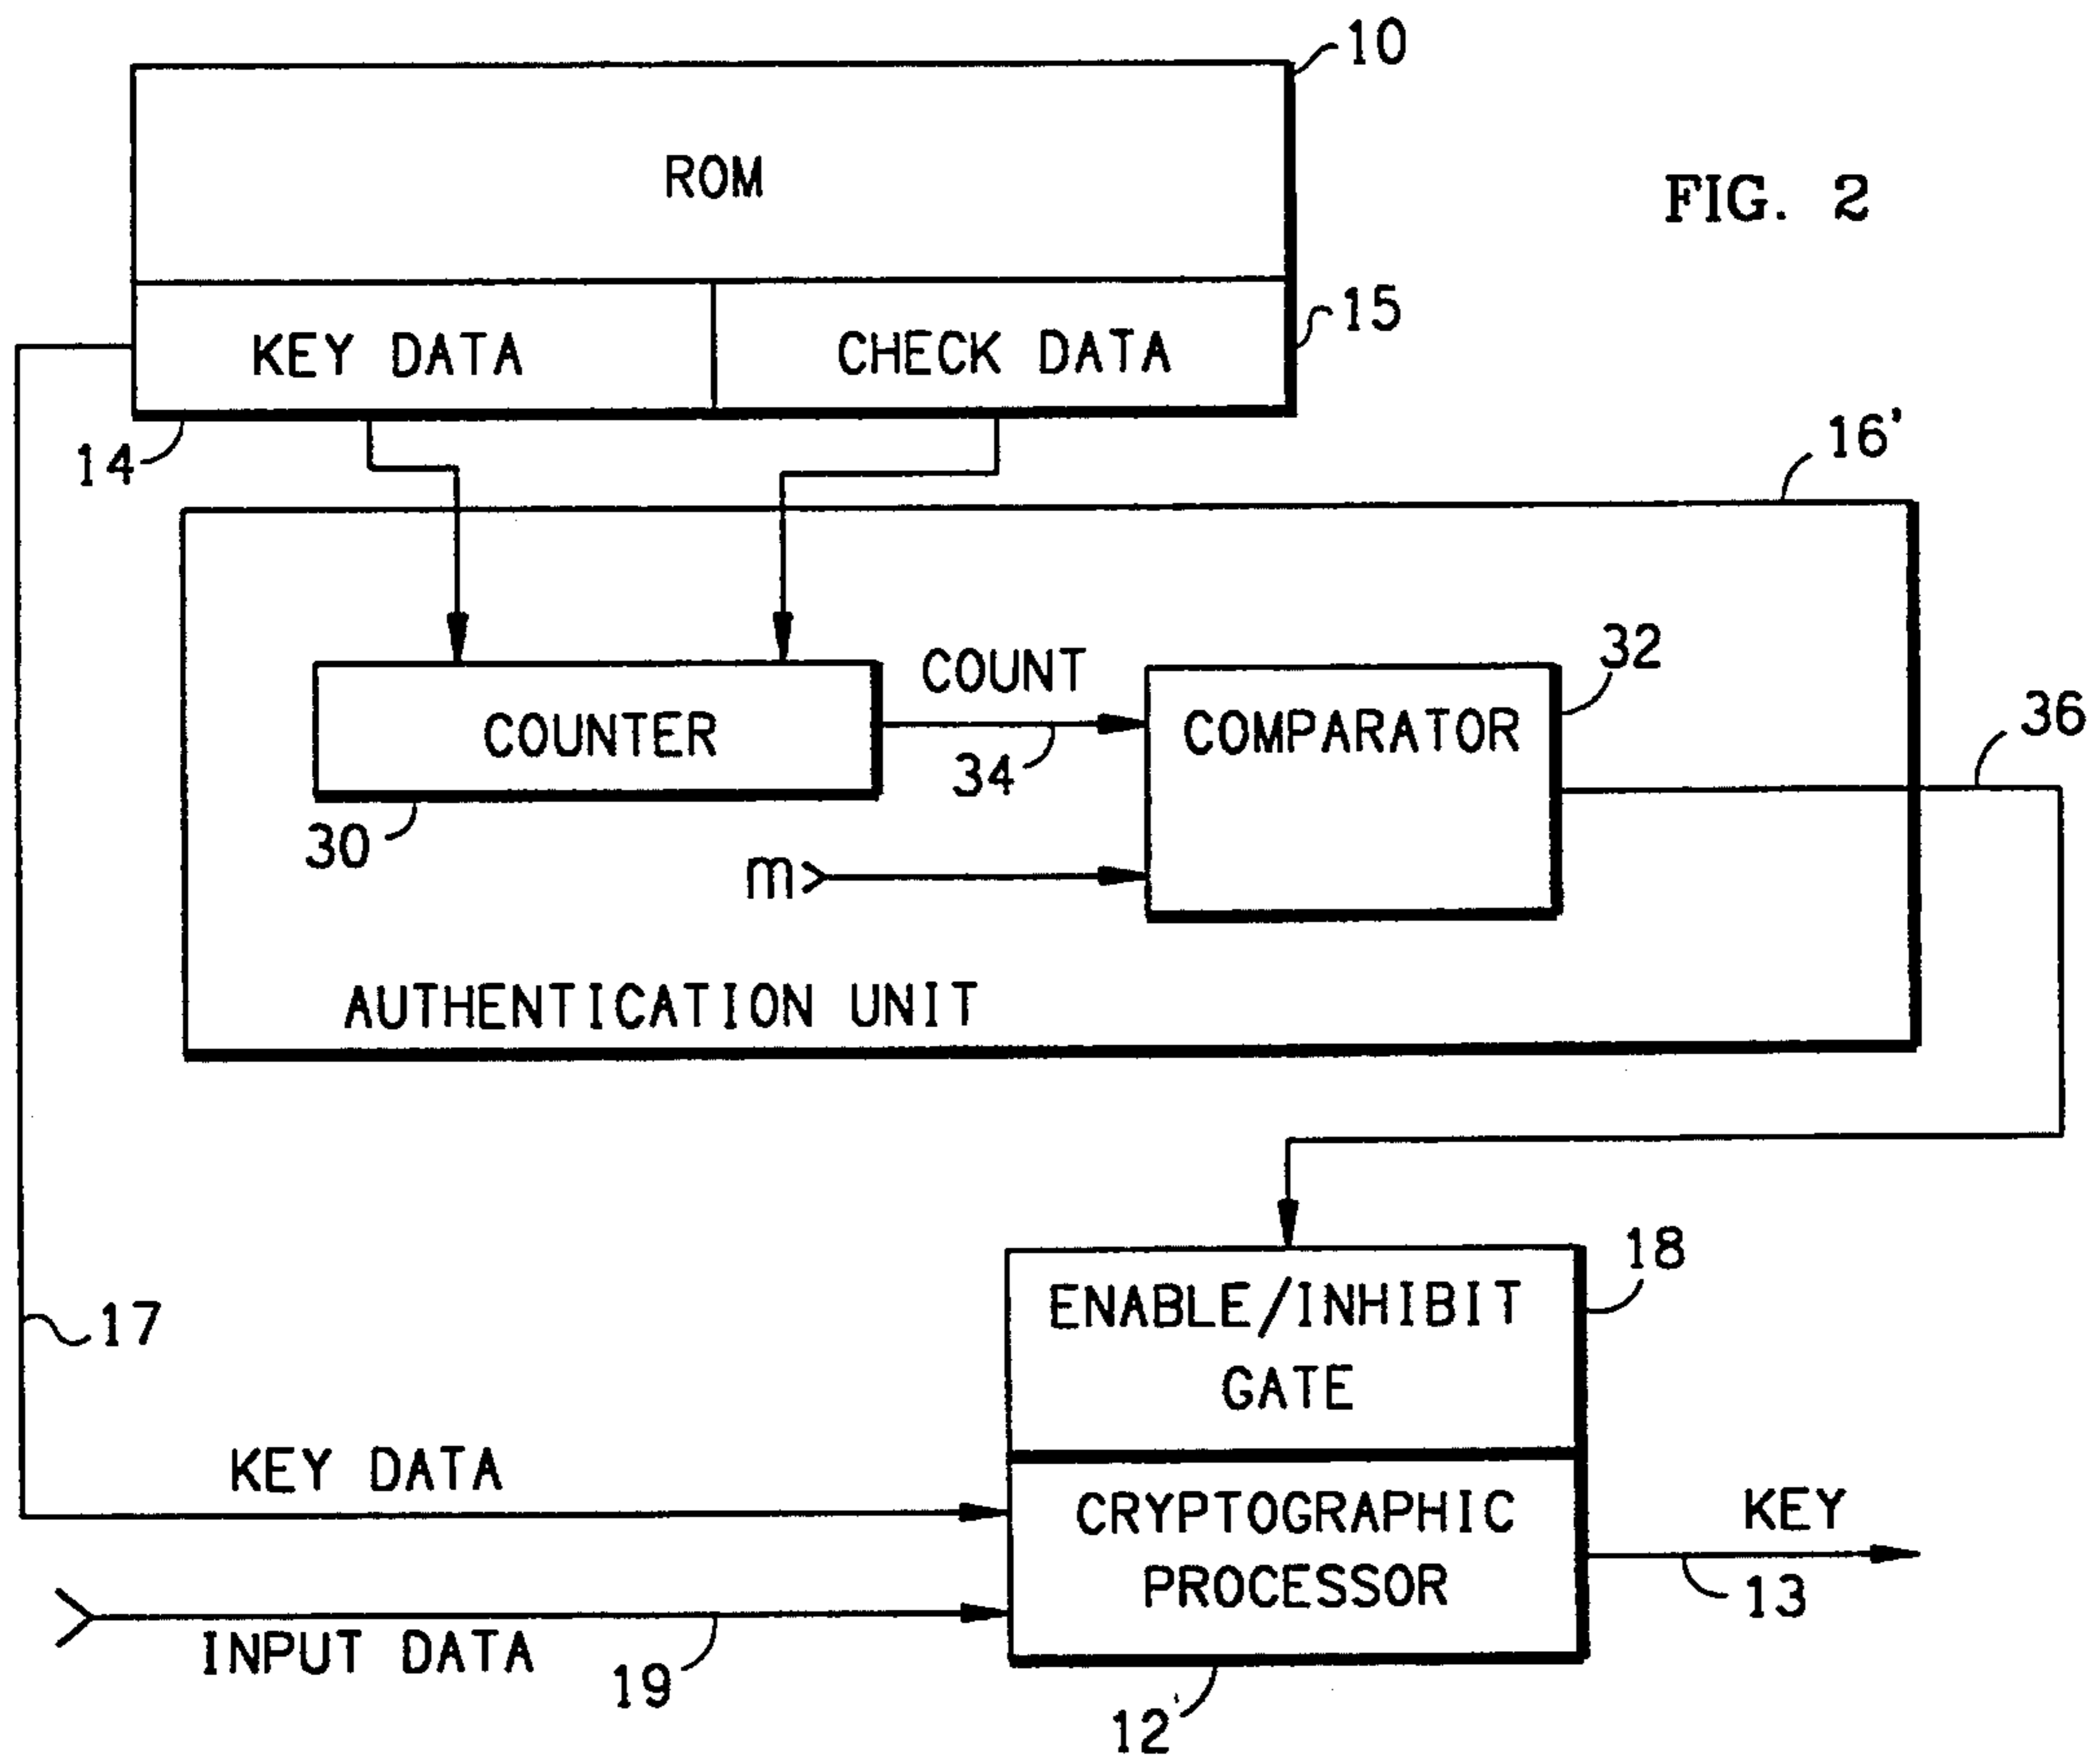 10
ROM
FIG. 2
15
KEY DATA
CHECK DATA
14
16'
COUNT
32
COUNTER
COMPARATOR
36
34
30
m
AUTHENTICATION UNIT
18
ENABLE/INHIBIT
GATE
17
KEY DATA
CRYPTOGRAPHIC
PROCESSOR
KEY
13
INPUT DATA
19
12'